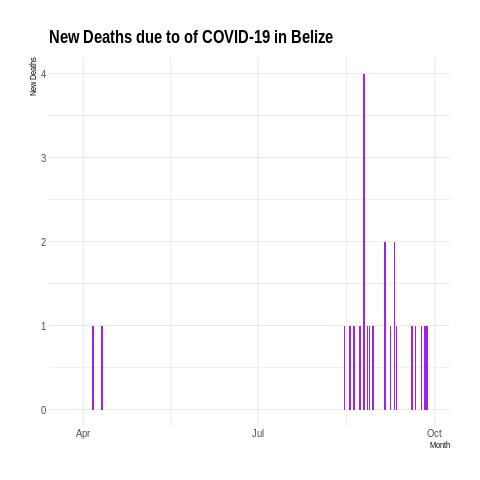 New Deaths due to of COVID-19 in Belize
New Deaths
4
3
2
1
0
Apr
Jul
Oct
Month